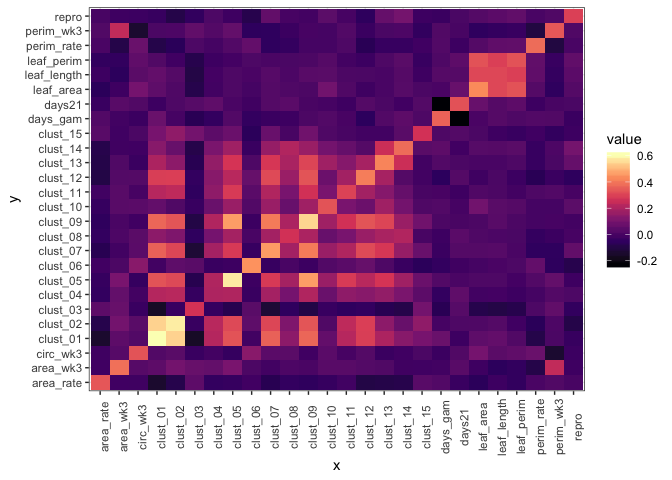 repro
perim_wk3
perim_rate
leaf_perim
leaf_length
leaf_area
days21
days_gam
clust_15
clust_14
clust_13
clust_12
clust_11
clust_10
clust_09
clust_08
clust_07
clust_06
clust_05
clust_04
clust_03
clust_02
clust_01
circ_wk3
area_wk3
area_rate
y
area_rate
area_wk3
circ_wk3
clust_01
clust_02
clust_03
clust_04
clust_05
clust_06
clust_07
clust_08
clust_09
clust_10
clust_11
clust_12
clust_13
clust_14
clust_15
days_gam
days21
leaf_area
leaf_length
leaf_perim
perim_rate
perim_wk3
repro
x
value
0.6
0.4
0.2
0.0
-0.2